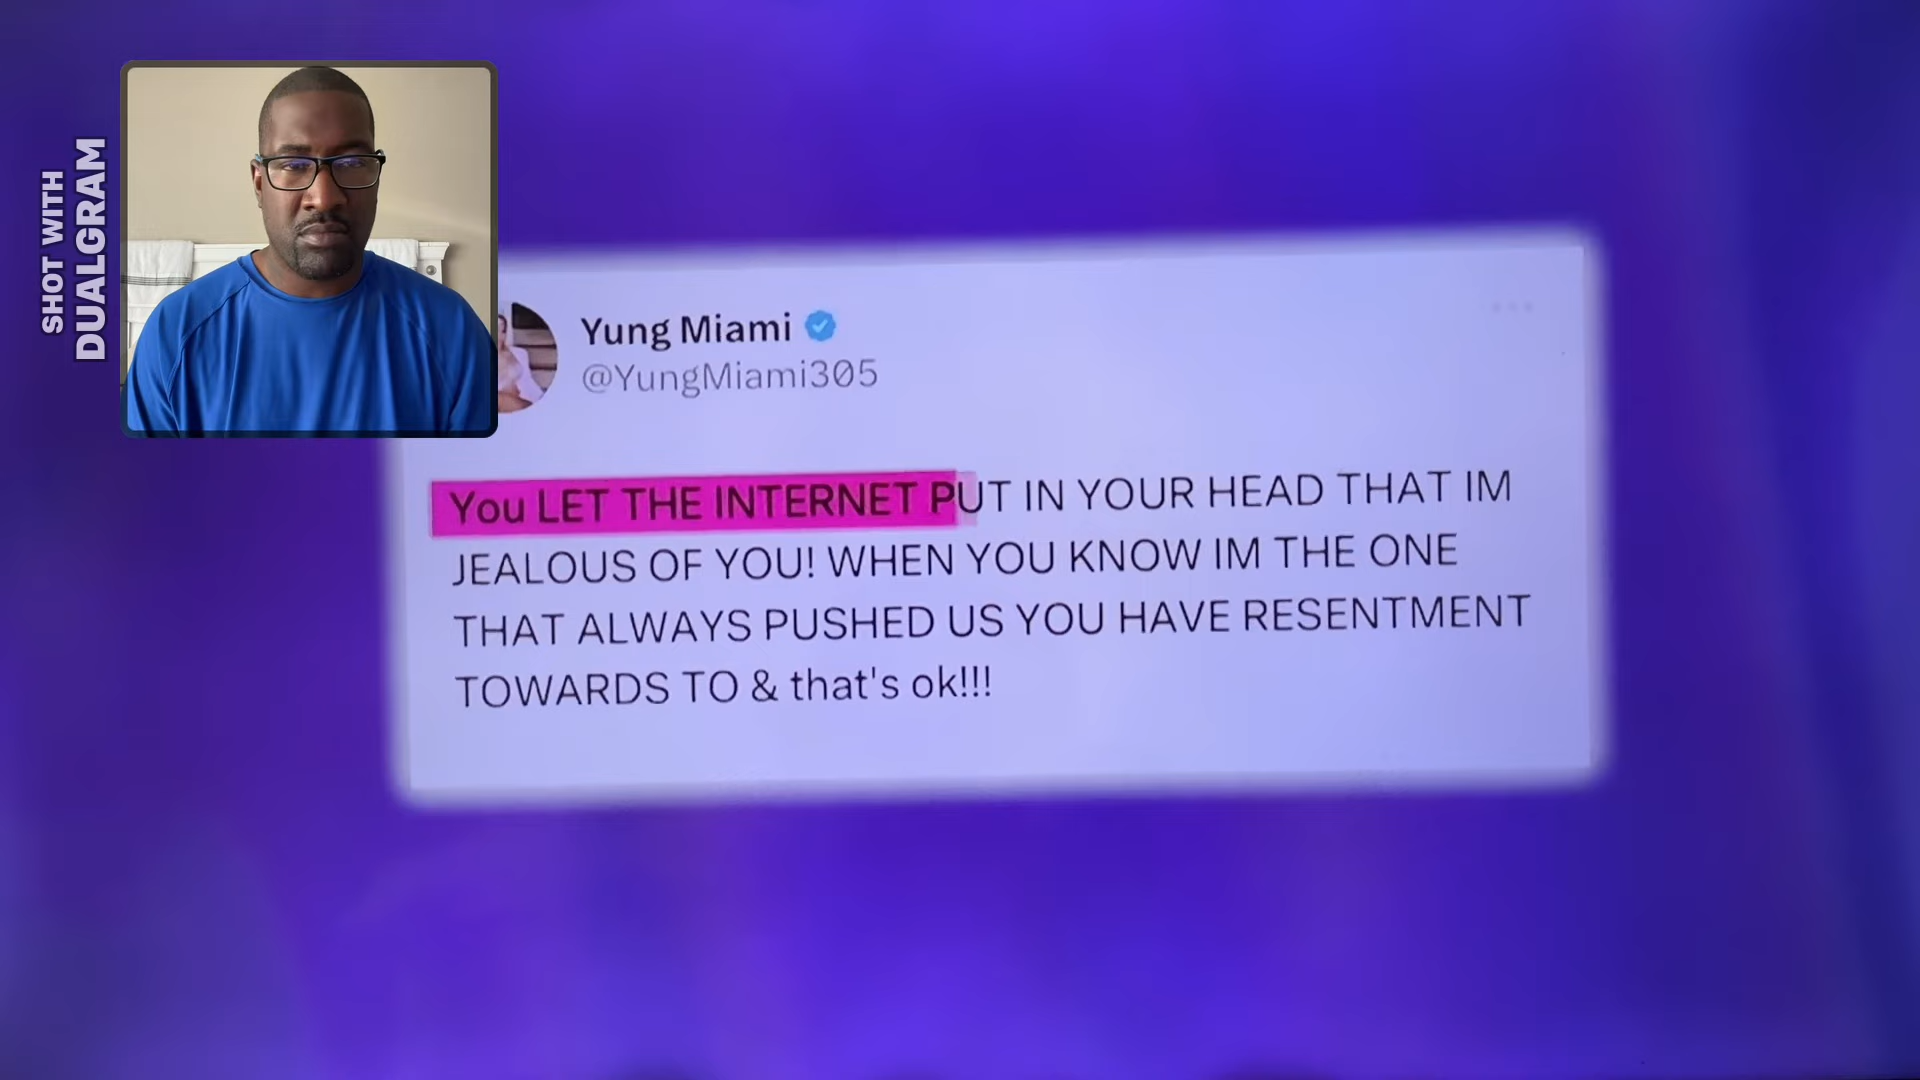 SHOT WITH
DUALGRAM
Yung Miami
@YungMiami305
You LET THE INTERNET PUT IN YOUR HEAD THAT IM
JEALOUS OF YOU! WHEN YOU KNOW IM THE ONE
THAT ALWAYS PUSHED US YOU HAVE RESENTMENT
TOWARDS TO & that's ok!!!